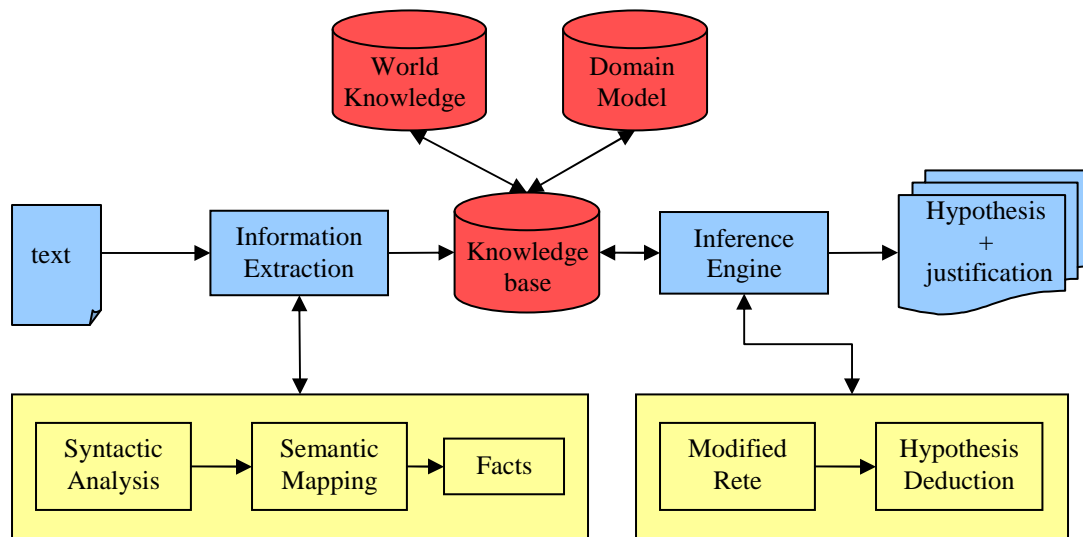 World
Knowledge
Domain
Model
text
Information
Extraction
Knowledge
base
Inference
Engine
Hypothesis
+
justification
Syntactic
Analysis
Semantic
Mapping
Facts
Modified
Rete
Hypothesis
Deduction